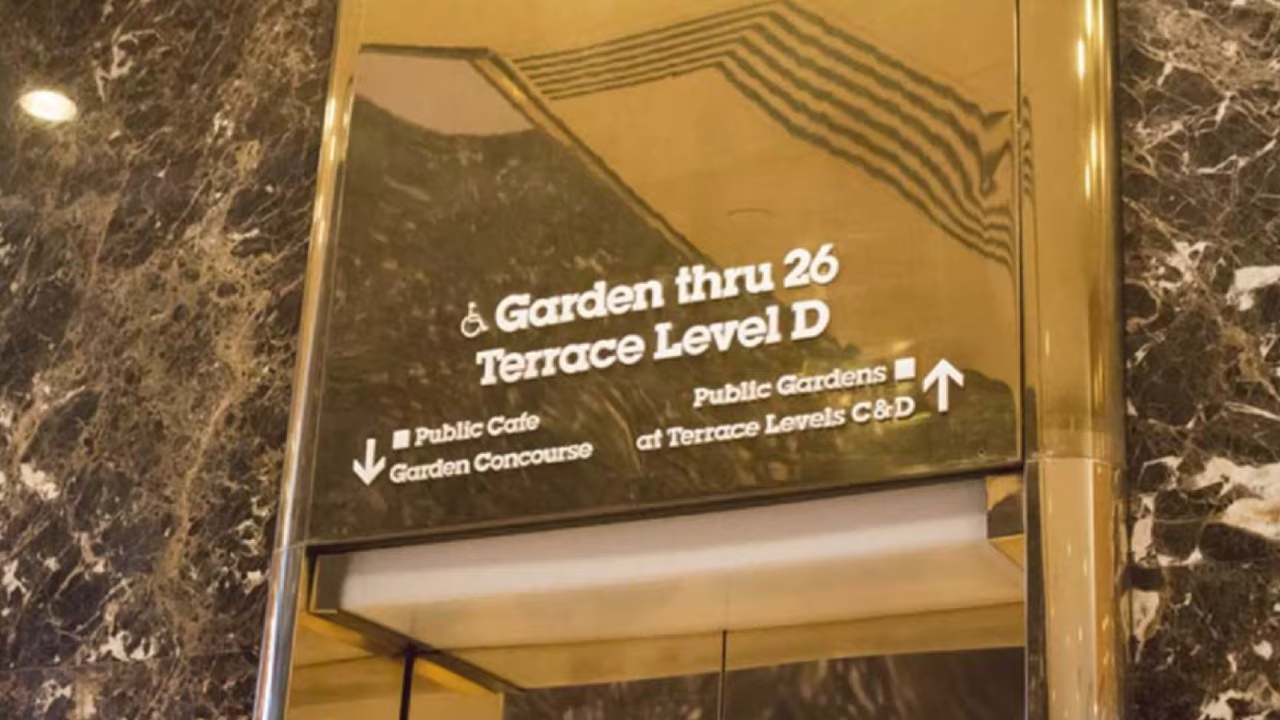 Garden thru 26
Terrace Level D
Public Cafe
Garden Concourse
Public Gardens
at Terrace Levels C&D